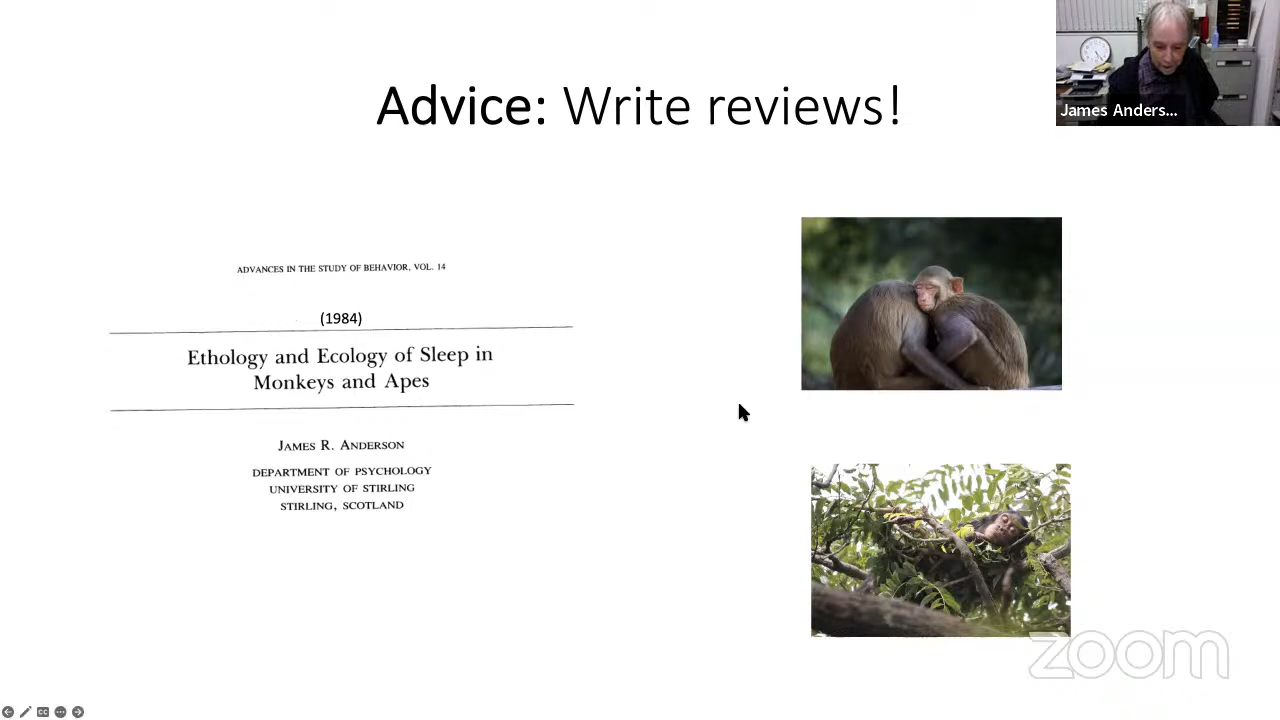 Advice: Write reviews!
James Anders...
ADVANCES IN THE STUDY OF BEHAVIOR, VOL. 14
(1984)
Ethology and Ecology of Sleep in
Monkeys and Apes
JAMES R. ANDERSON
DEPARTMENT OF PSYCHOLOGY
UNIVERSITY OF STIRLING
STIRLING, SCOTLAND
zoom
CC